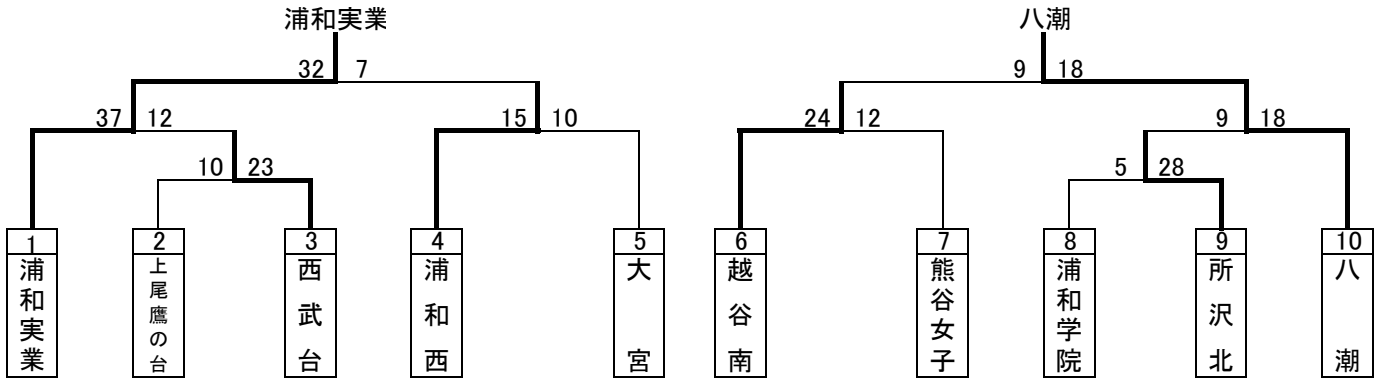 浦和実業 八潮
32 7 9 18
37 12 15 10 24 12 9 18
10 23 5 28
1 2 3 4 5 6 7 8 9 10
浦和実業
上尾鷹の台
西武台
浦和西
大宮
越谷南
熊谷女子
浦和学院
所沢北
八潮